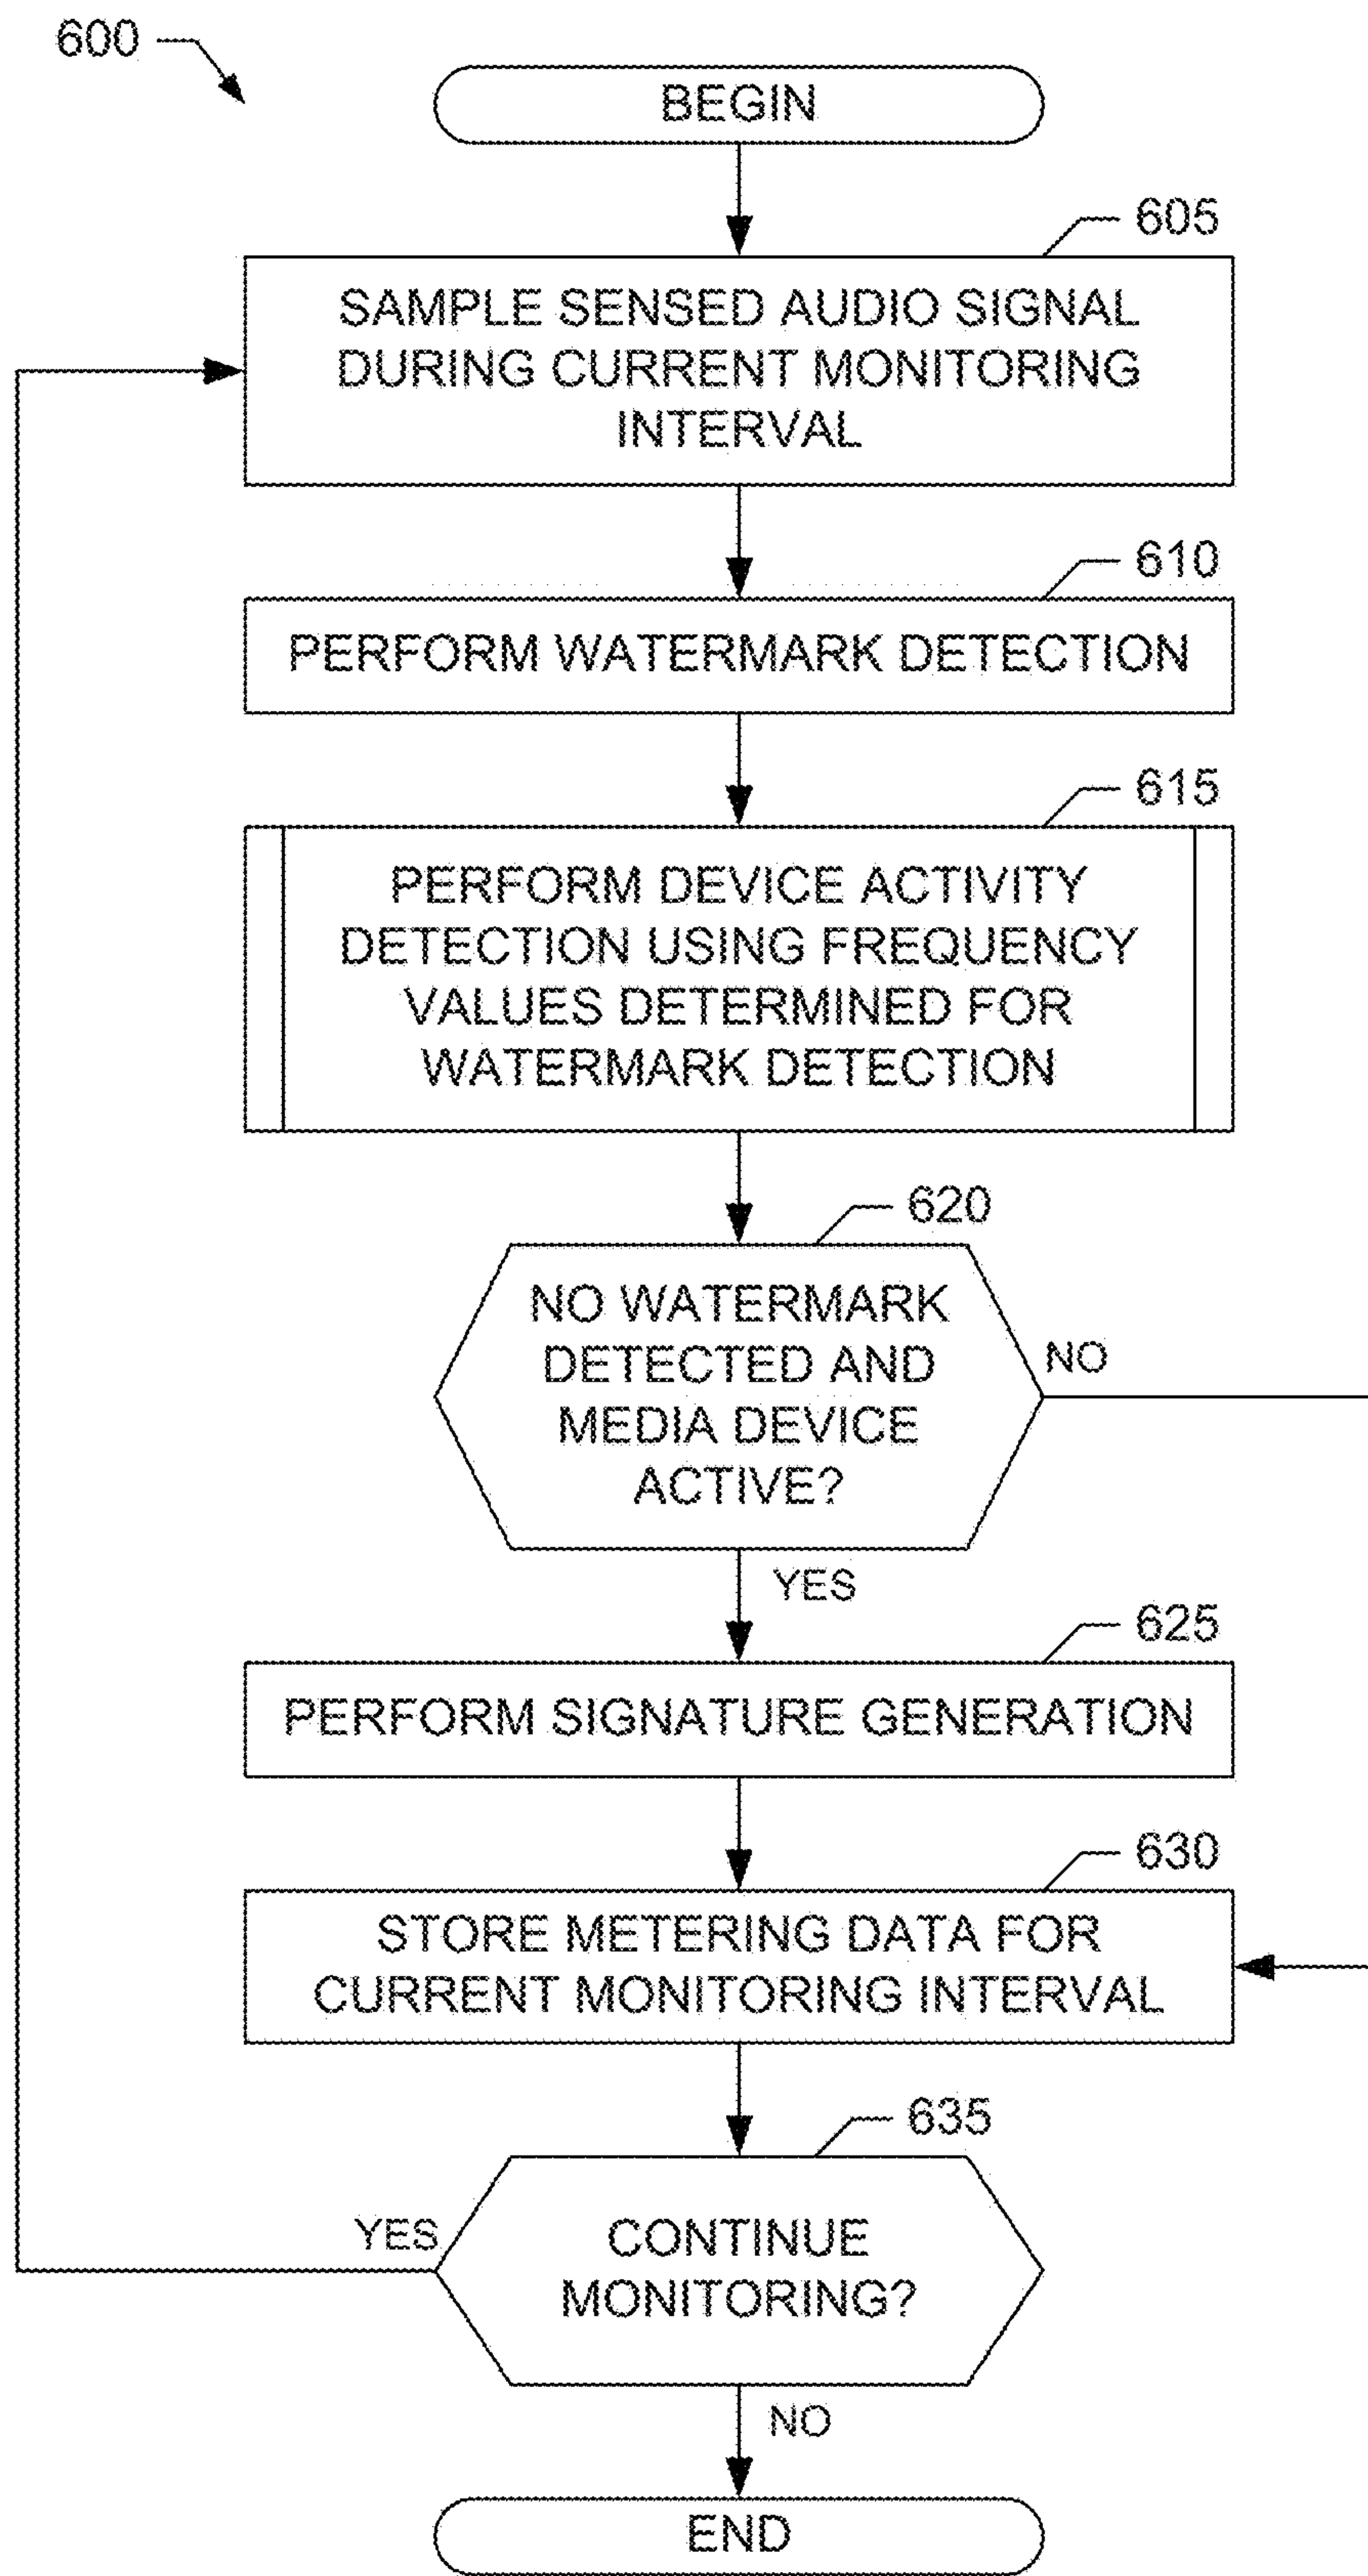 600
BEGIN
605
SAMPLE SENSED AUDIO SIGNAL
DURING CURRENT MONITORING
INTERVAL
610
PERFORM WATERMARK DETECTION
615
PERFORM DEVICE ACTIVITY
DETECTION USING FREQUENCY
VALUES DETERMINED FOR
WATERMARK DETECTION
620
NO WATERMARK
DETECTED AND
MEDIA DEVICE
ACTIVE?
NO
YES
625
PERFORM SIGNATURE GENERATION
630
STORE METERING DATA FOR
CURRENT MONITORING INTERVAL
635
YES
CONTINUE
MONITORING?
NO
END